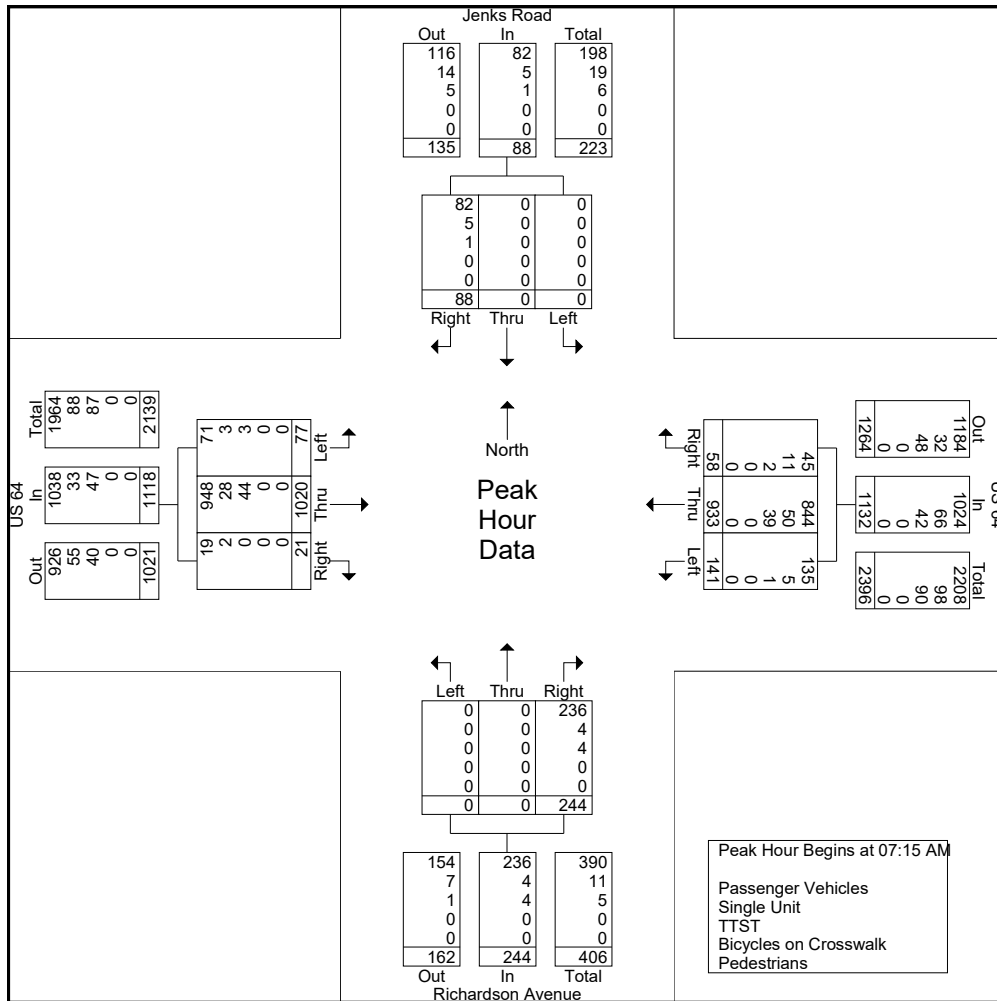 Jenks Road
Out In Total
116 82 198
14 5 19
5 1 6
0 0 0
0 0 0
135 88 223
82 0 0
5 0 0
1 0 0
0 0 0
0 0 0
88 0 0
Right Thru Left
US 64
Total
1964 88 87 0 0 2139
In
1038 33 47 0 0 1118
Out
926 55 40 0 0 1021
71 3 3 0 0 77
Left
948 28 44 0 0 1020
Thru
19 2 0 0 0 21
Right
North
Peak
Hour
Data
Right
45 11 2 0 0 58
Thru
844 50 39 0 0 933
Left
135 5 1 0 0 141
Out
1184 32 48 0 0 1264
In
1024 66 42 0 0 1132
Total
2208 98 90 0 0 2396
US 64
Left Thru Right
0 0 236
0 0 4
0 0 4
0 0 0
0 0 0
0 0 244
154 236 390
7 4 11
1 4 5
0 0 0
0 0 0
162 244 406
Out In Total
Richardson Avenue
Peak Hour Begins at 07:15 AM
Passenger Vehicles
Single Unit
TTST
Bicycles on Crosswalk
Pedestrians